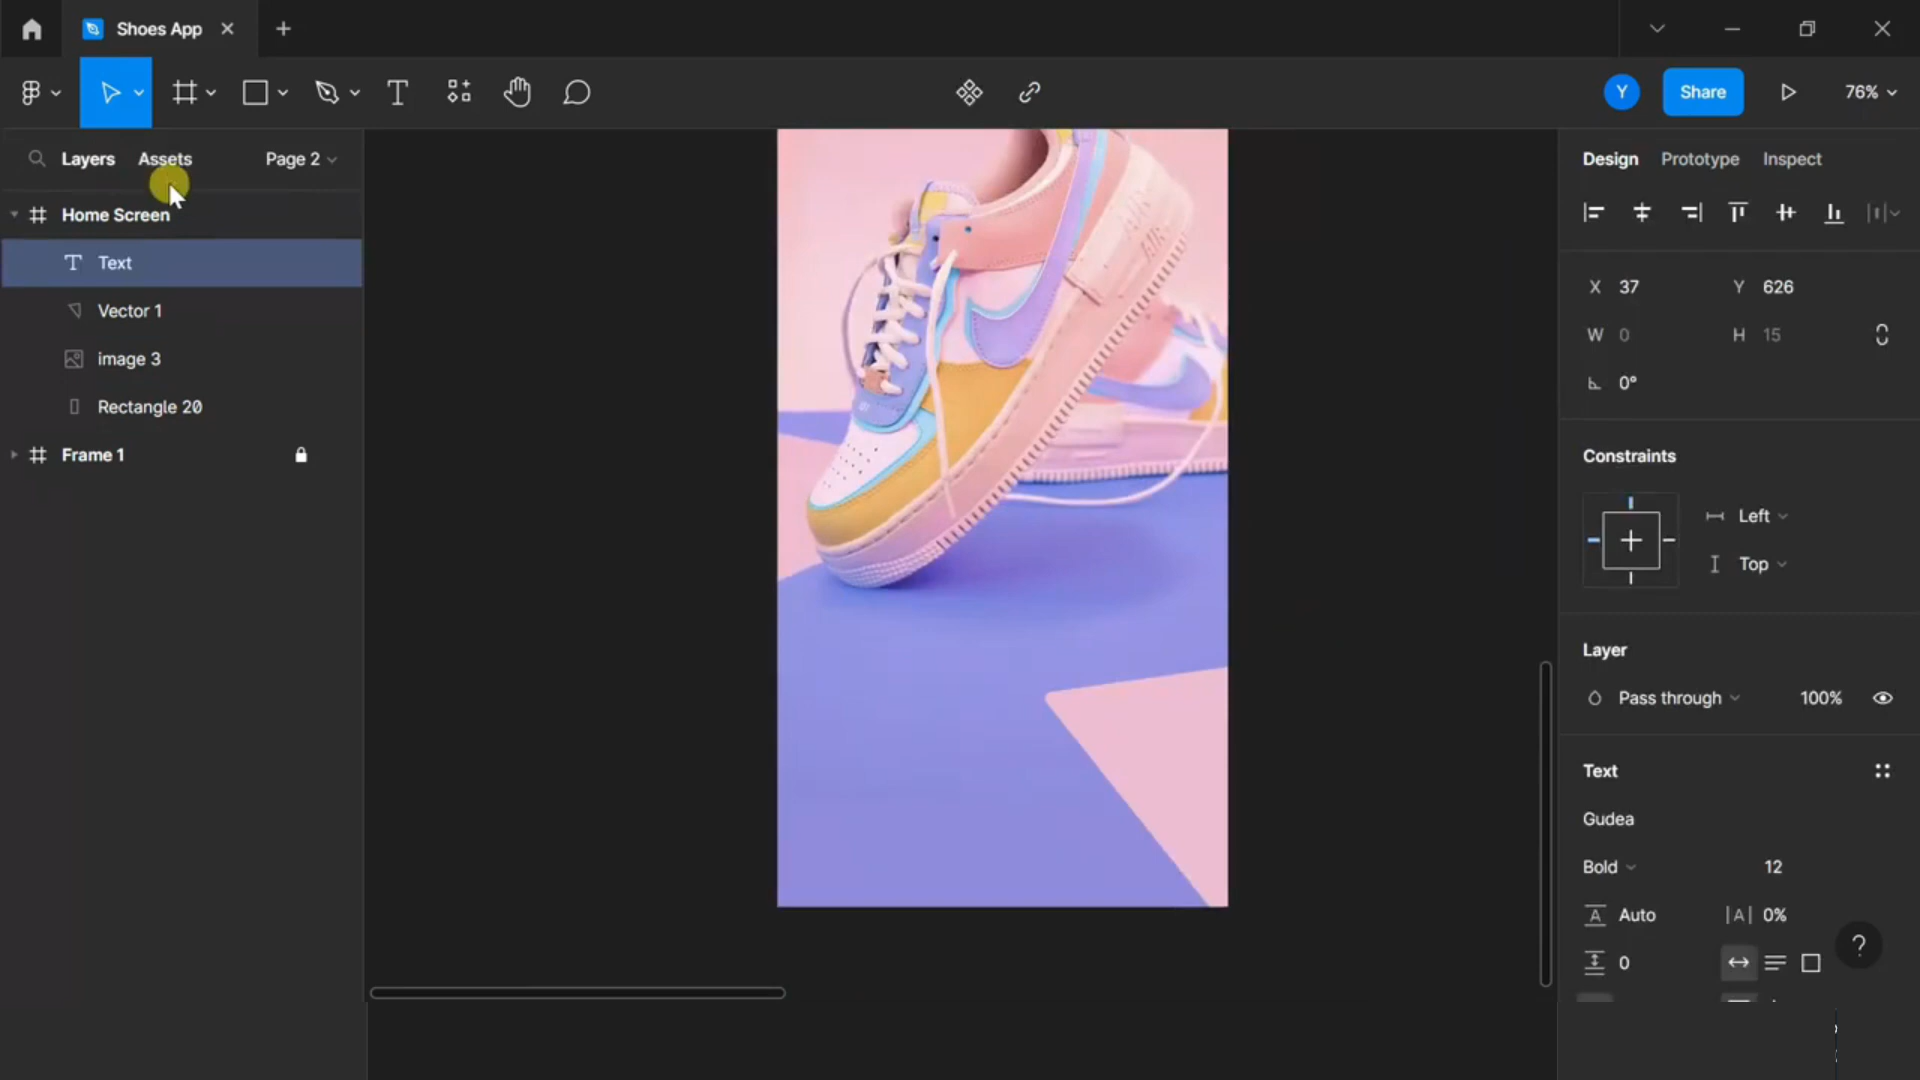 Shoes App
Y
Share
76%
Layers
Assets
Page 2
Design
Prototype
Inspect
Home Screen
Text
Vector 1
image 3
Rectangle 20
Frame 1
X 37
Y 626
W 0
H 15
0°
Constraints
Left
Top
Layer
Pass through
100%
Text
Gudea
Bold
12
A Auto
|A| 0%
0
?
AIR
AIR